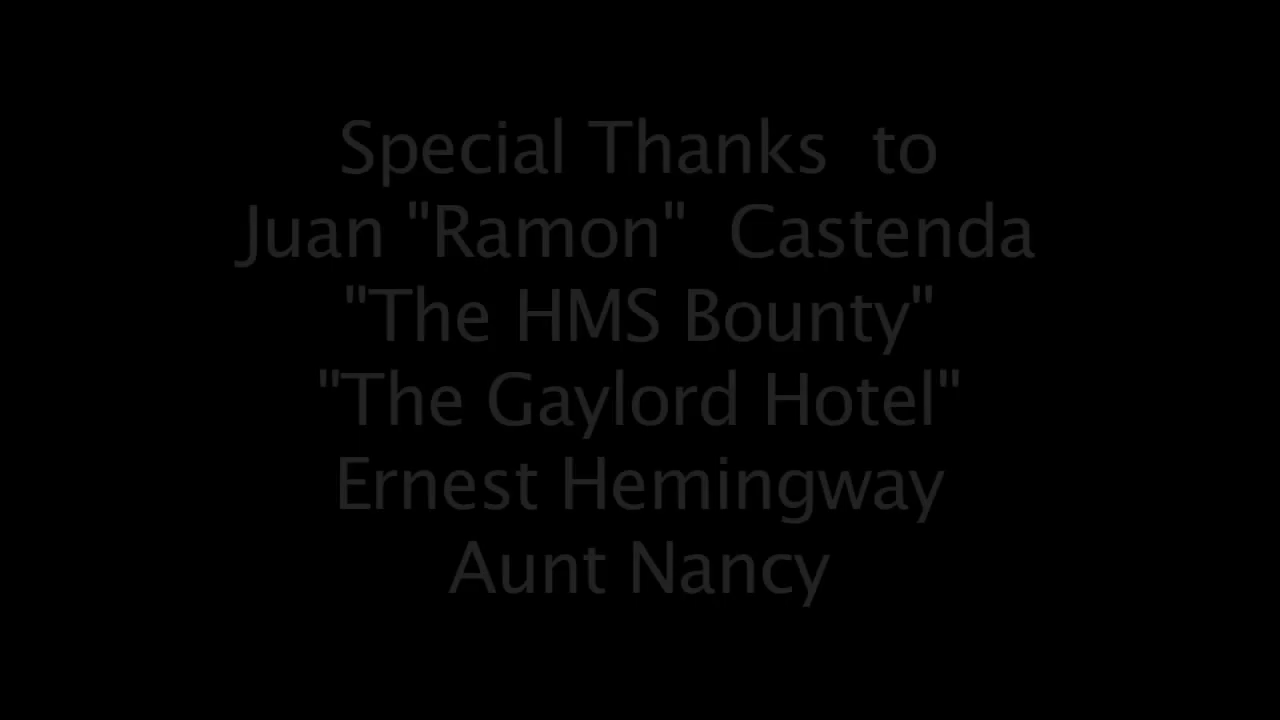 Special Thanks  to
Juan "Ramon"  Castenda
"The HMS Bounty"
"The Gaylord Hotel"
Ernest Hemingway
Aunt Nancy